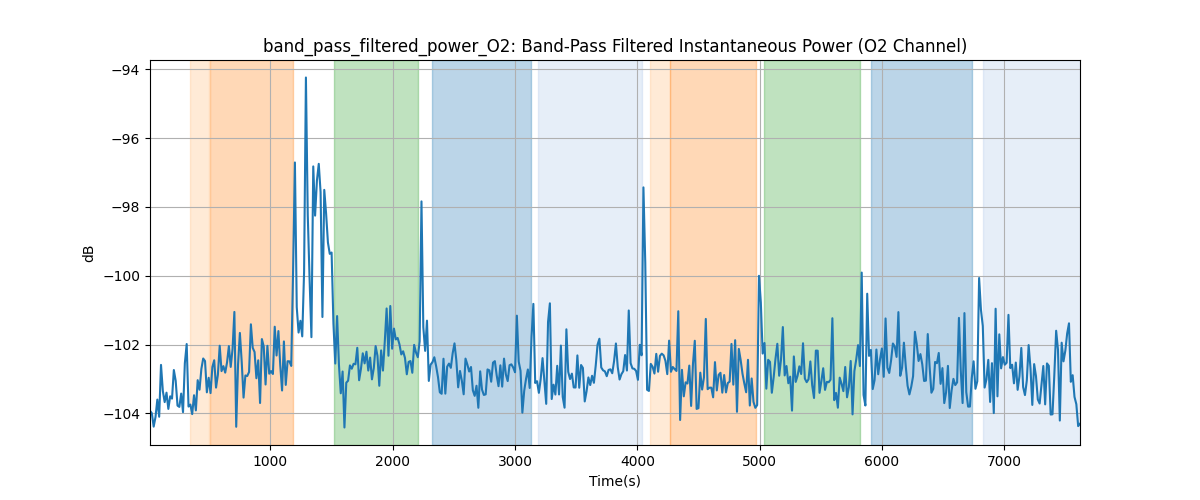 band_pass_filtered_power_O2: Band-Pass Filtered Instantaneous Power (O2 Channel)
−94
−96
−98
−100
−102
−104
dB
1000 2000 3000 4000 5000 6000 7000
Time(s)